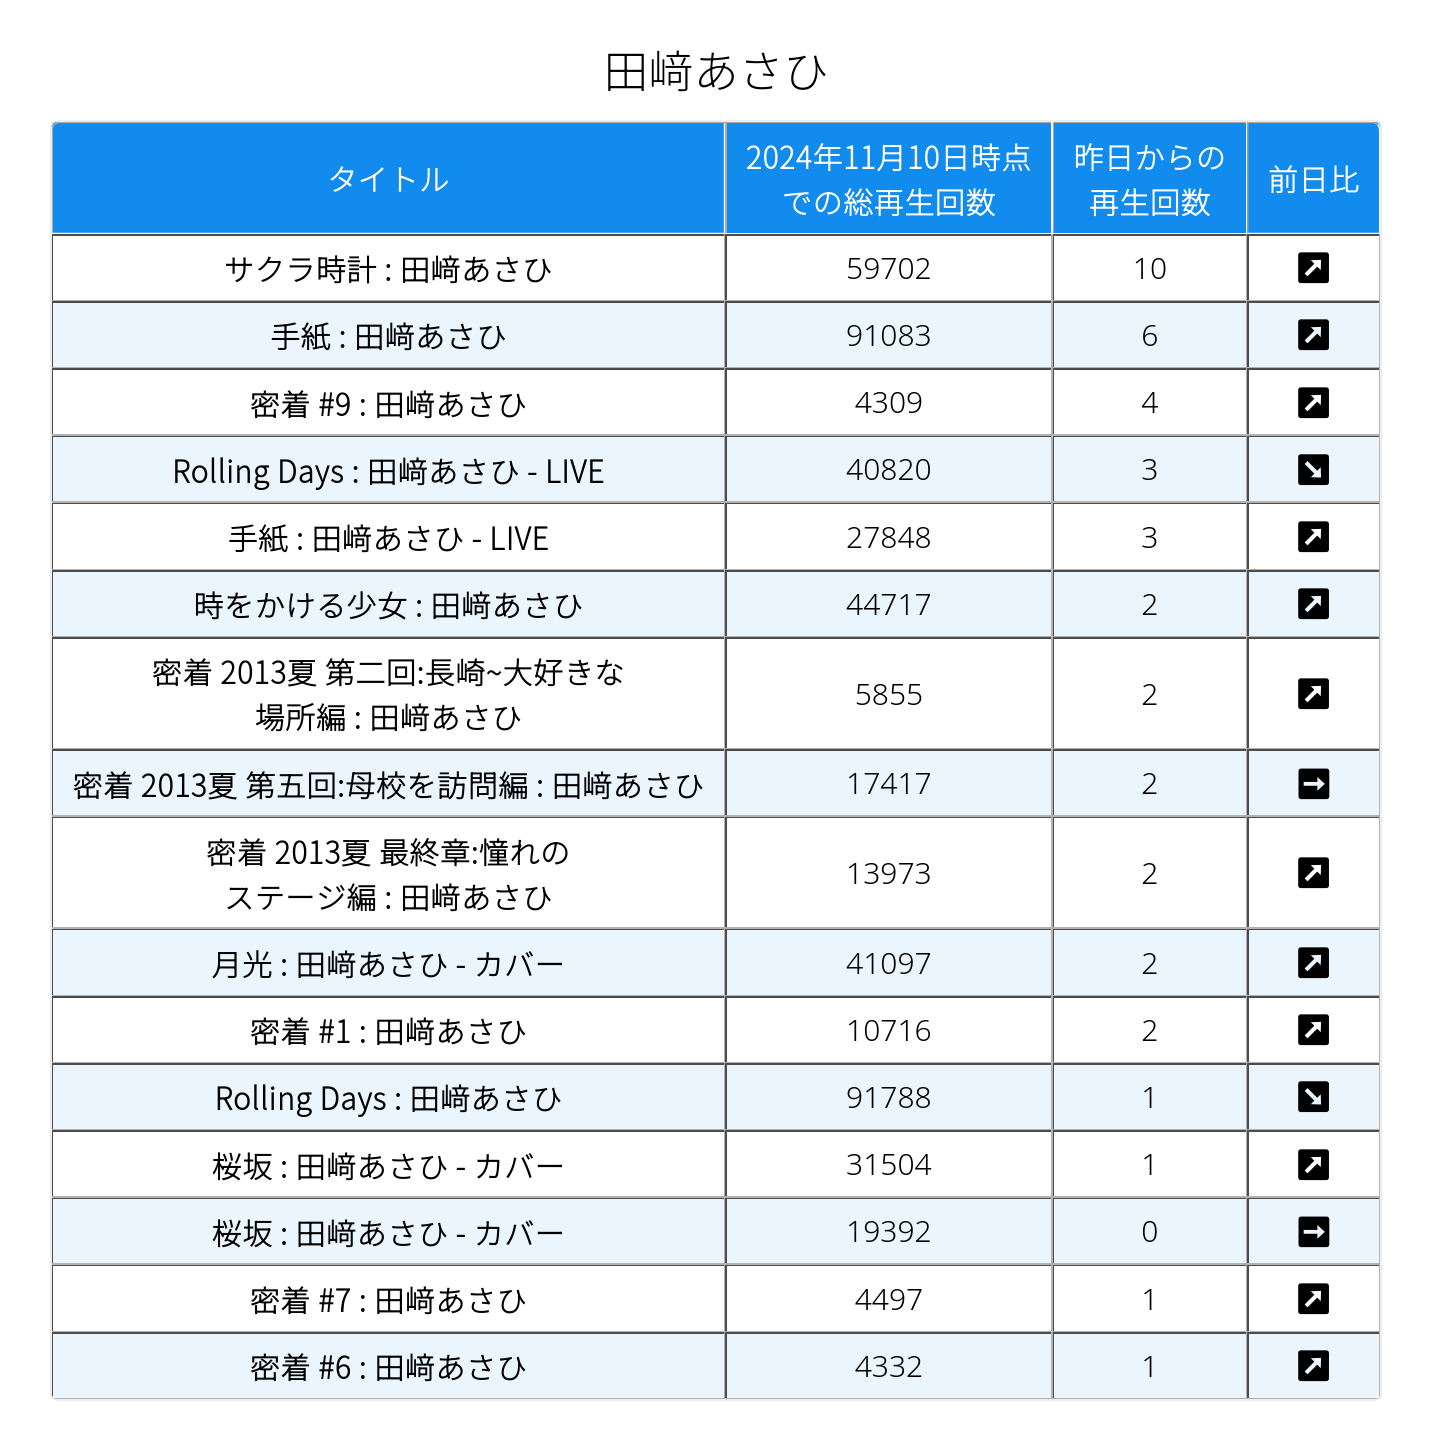 田﨑あさひ
タイトル
2024年11月10日時点
での総再生回数
昨日からの
再生回数
前日比
サクラ時計 : 田﨑あさひ 59702 10
手紙 : 田﨑あさひ 91083 6
密着 #9 : 田﨑あさひ 4309 4
Rolling Days : 田﨑あさひ - LIVE 40820 3
手紙 : 田﨑あさひ - LIVE 27848 3
時をかける少女 : 田﨑あさひ 44717 2
密着 2013夏 第二回:長崎~大好きな
場所編 : 田﨑あさひ
5855 2
密着 2013夏 第五回:母校を訪問編 : 田﨑あさひ 17417 2
密着 2013夏 最終章:憧れの
ステージ編 : 田﨑あさひ
13973 2
月光 : 田﨑あさひ - カバー 41097 2
密着 #1 : 田﨑あさひ 10716 2
Rolling Days : 田﨑あさひ 91788 1
桜坂 : 田﨑あさひ - カバー 31504 1
桜坂 : 田﨑あさひ - カバー 19392 0
密着 #7 : 田﨑あさひ 4497 1
密着 #6 : 田﨑あさひ 4332 1